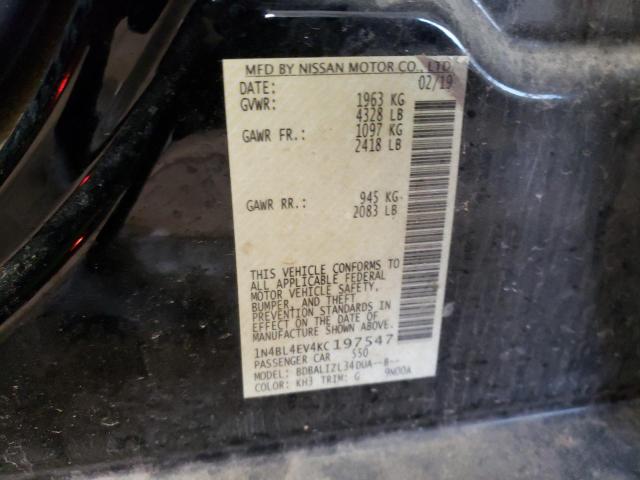 MFD BY NISSAN MOTOR CO., LTD.
DATE: 02/19
GVWR: 1963 KG
4328 LB
GAWR FR.: 1097 KG
2418 LB
GAWR RR.: 945 KG
2083 LB
THIS VEHICLE CONFORMS TO
ALL APPLICABLE FEDERAL
MOTOR VEHICLE SAFETY,
BUMPER, AND THEFT
PREVENTION STANDARDS IN
EFFECT ON THE DATE OF
MANUFACTURE SHOWN ABOVE.
1N4BL4EV4KC197547
PASSENGER CAR 550
MODEL: BDBALIZL34DUA--B--
COLOR: KH3 TRIM: G 9N00A